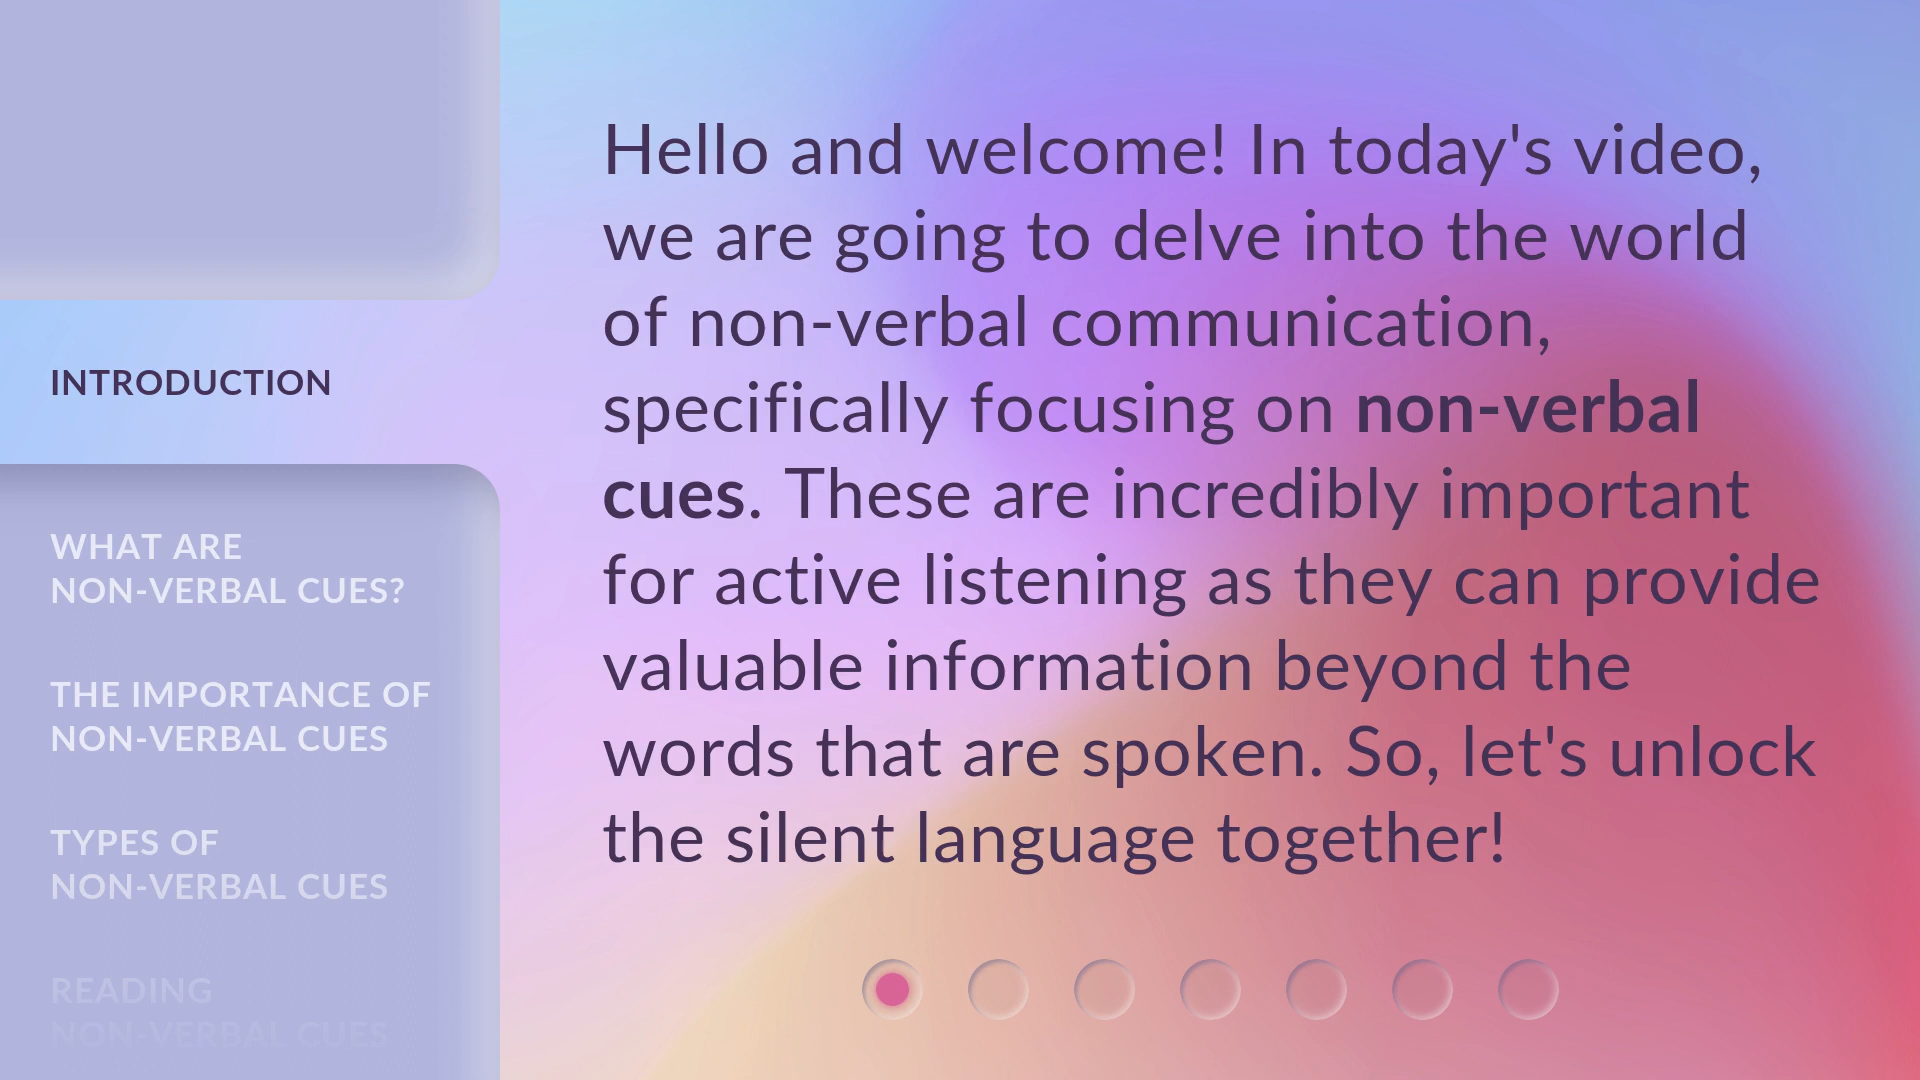 INTRODUCTION
WHAT ARE
NON-VERBAL CUES?
THE IMPORTANCE OF
NON-VERBAL CUES
TYPES OF
NON-VERBAL CUES
READING
NON-VERBAL CUES
Hello and welcome! In today's video,
we are going to delve into the world
of non-verbal communication,
specifically focusing on non-verbal
cues. These are incredibly important
for active listening as they can provide
valuable information beyond the
words that are spoken. So, let's unlock
the silent language together!